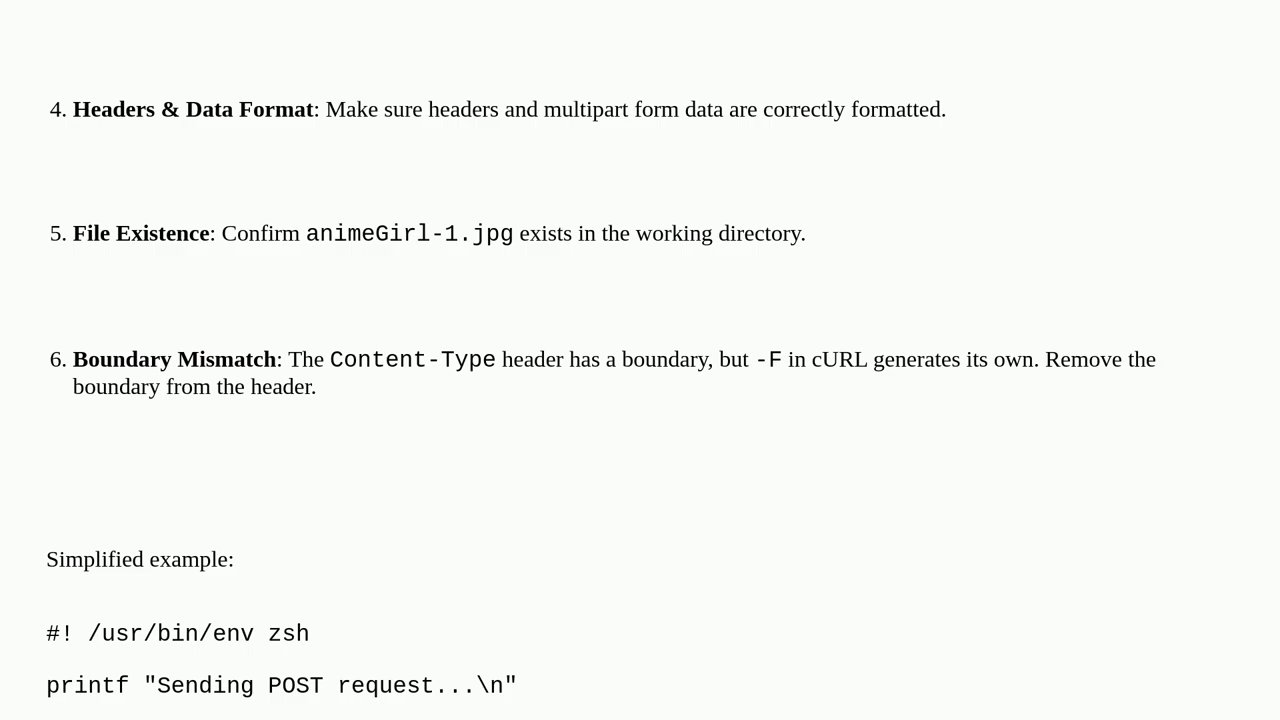 4. Headers & Data Format: Make sure headers and multipart form data are correctly formatted.
5. File Existence: Confirm animeGirl-1.jpg exists in the working directory.
6. Boundary Mismatch: The Content-Type header has a boundary, but -F in cURL generates its own. Remove the
boundary from the header.
Simplified example:
#! /usr/bin/env zsh
printf "Sending POST request...\n"